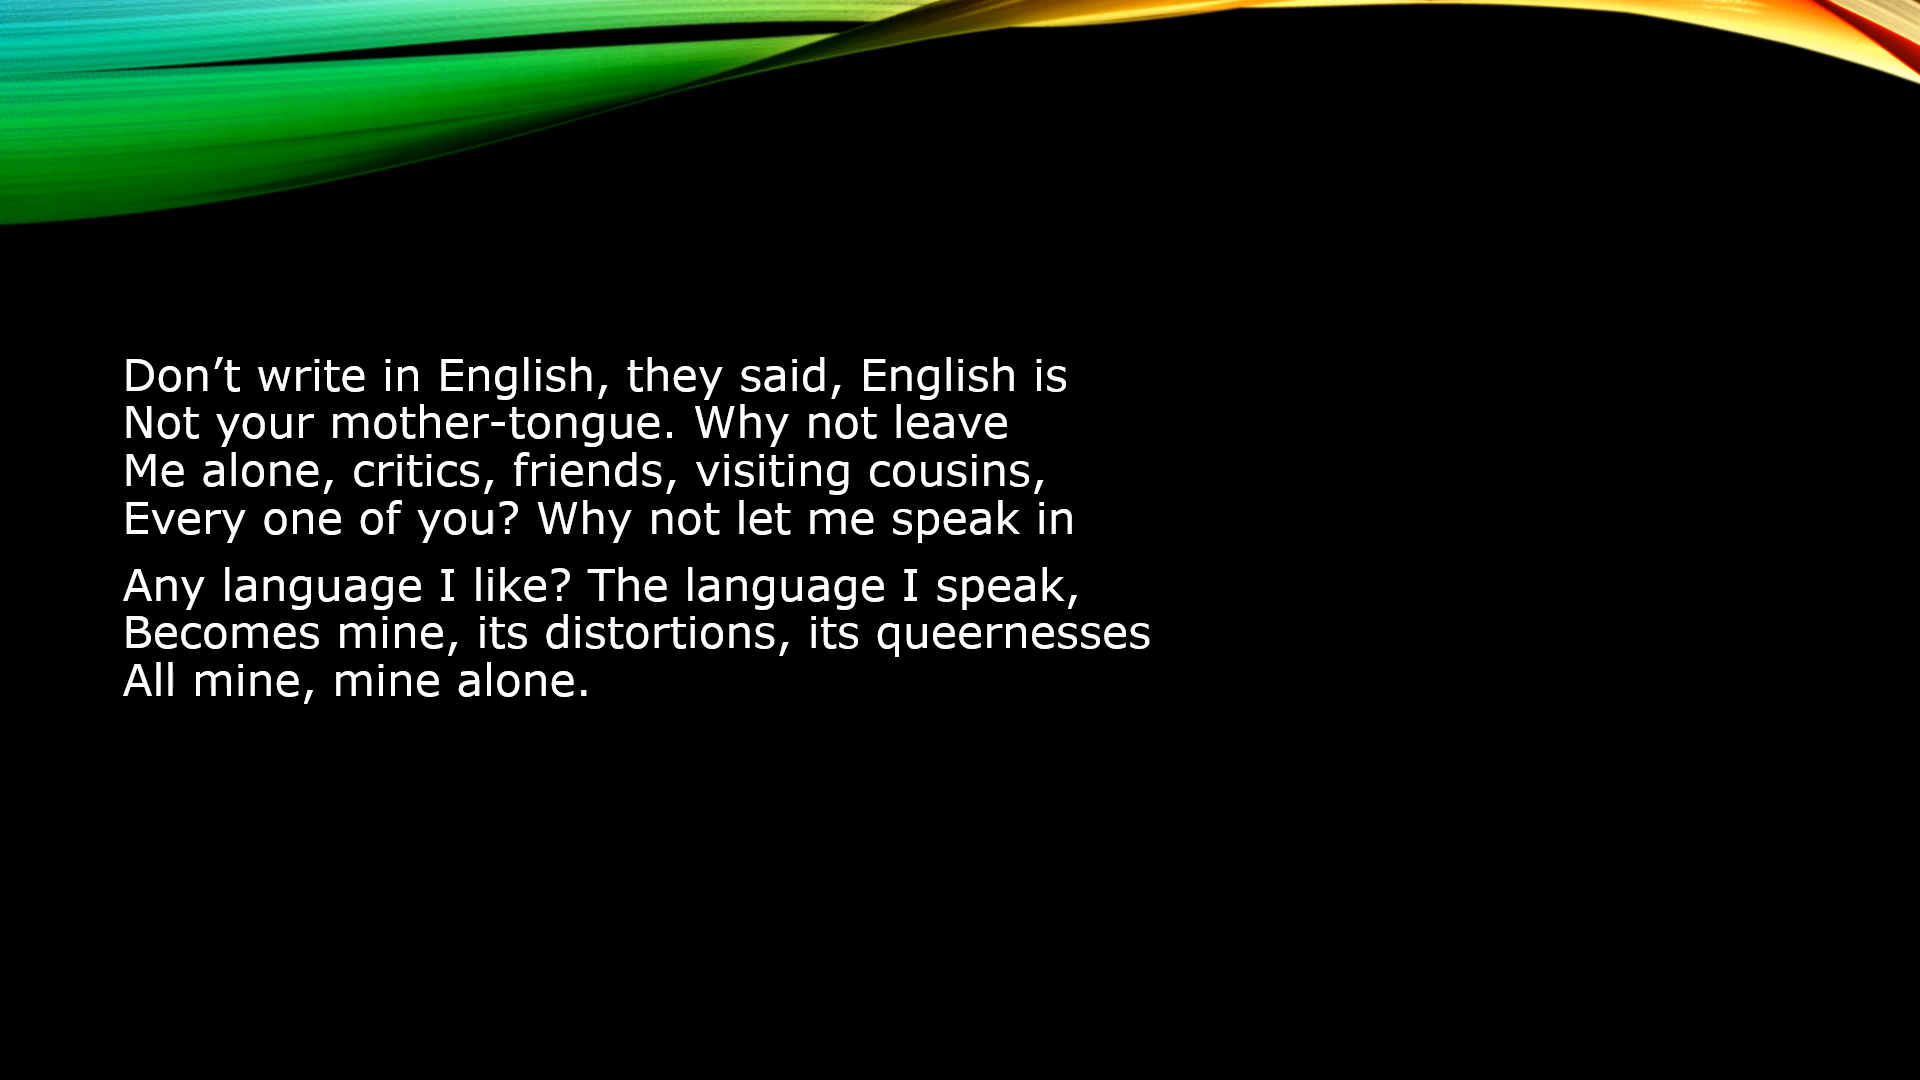 Don’t write in English, they said, English is
Not your mother-tongue. Why not leave
Me alone, critics, friends, visiting cousins,
Every one of you? Why not let me speak in
Any language I like? The language I speak,
Becomes mine, its distortions, its queernesses
All mine, mine alone.